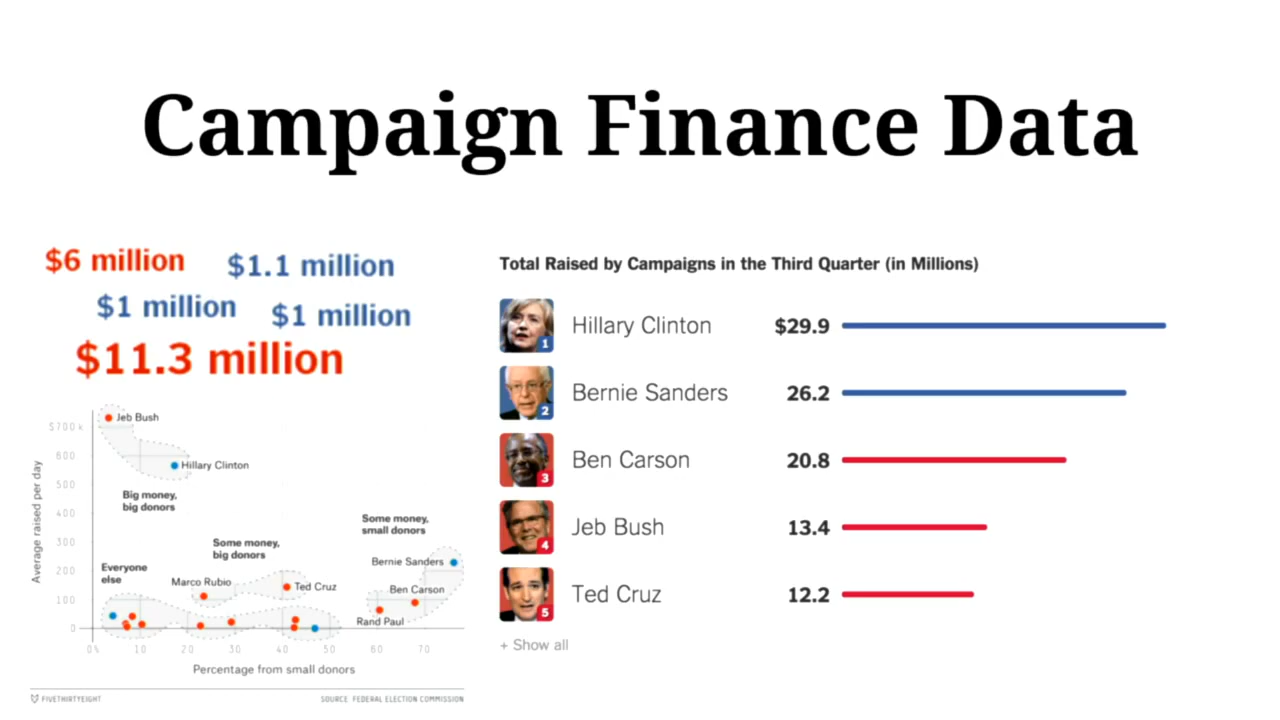 Campaign Finance Data
$6 million
$1.1 million
$1 million
$1 million
$11.3 million
Total Raised by Campaigns in the Third Quarter (in Millions)
1
Hillary Clinton $29.9
2
Bernie Sanders 26.2
3
Ben Carson 20.8
4
Jeb Bush 13.4
5
Ted Cruz 12.2
+ Show all
Average raised per day
$700k
600
500
400
300
200
100
0
Jeb Bush
Hillary Clinton
Big money,
big donors
Some money,
big donors
Some money,
small donors
Everyone
else
Marco Rubio
Ted Cruz
Bernie Sanders
Ben Carson
Rand Paul
0% 10 20 30 40 50 60 70
Percentage from small donors
FIVETHIRTYEIGHT
SOURCE: FEDERAL ELECTION COMMISSION